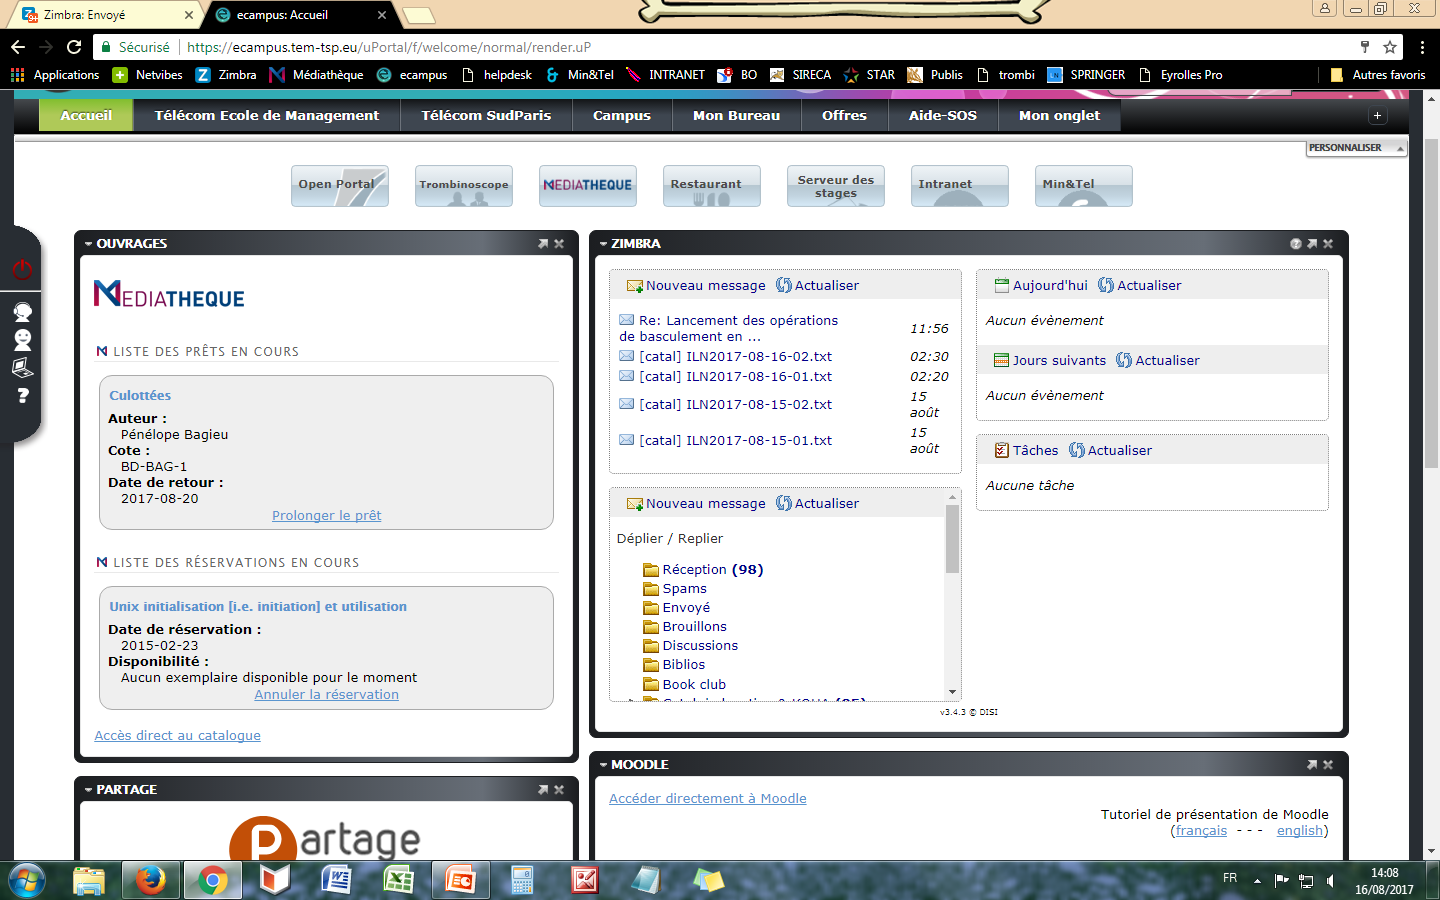 Zimbra: Envoyé
ecampus: Accueil
Sécurisé
https://ecampus.tem-tsp.eu/uPortal/f/welcome/normal/render.uP
Applications
Netvibes
Zimbra
Médiathèque
ecampus
helpdesk
Min&Tel
INTRANET
BO
SIRECA
STAR
Publis
trombi
SPRINGER
Eyrolles Pro
Autres favoris
Accueil
Télécom Ecole de Management
Télécom SudParis
Campus
Mon Bureau
Offres
Aide-SOS
Mon onglet
+
PERSONNALISER
Open Portal
Trombinoscope
MEDIATHEQUE
Restaurant
Serveur des
stages
Intranet
Min&Tel
OUVRAGES
MEDIATHEQUE
LISTE DES PRÊTS EN COURS
Culottées
Auteur :
Pénélope Bagieu
Cote :
BD-BAG-1
Date de retour :
2017-08-20
Prolonger le prêt
LISTE DES RÉSERVATIONS EN COURS
Unix initialisation [i.e. initiation] et utilisation
Date de réservation :
2015-02-23
Disponibilité :
Aucun exemplaire disponible pour le moment
Annuler la réservation
Accès direct au catalogue
PARTAGE
Partage
ZIMBRA
Nouveau message Actualiser
Re: Lancement des opérations
de basculement en ...
11:56
[catal] ILN2017-08-16-02.txt 02:30
[catal] ILN2017-08-16-01.txt 02:20
[catal] ILN2017-08-15-02.txt 15
août
[catal] ILN2017-08-15-01.txt 15
août
Nouveau message Actualiser
Déplier / Replier
Réception (98)
Spams
Envoyé
Brouillons
Discussions
Biblios
Book club
Aujourd'hui Actualiser
Aucun évènement
Jours suivants Actualiser
Aucun évènement
Tâches Actualiser
Aucune tâche
v3.4.3 © DISI
MOODLE
Accéder directement à Moodle
Tutoriel de présentation de Moodle
(français - - - english)
FR
14:08
16/08/2017